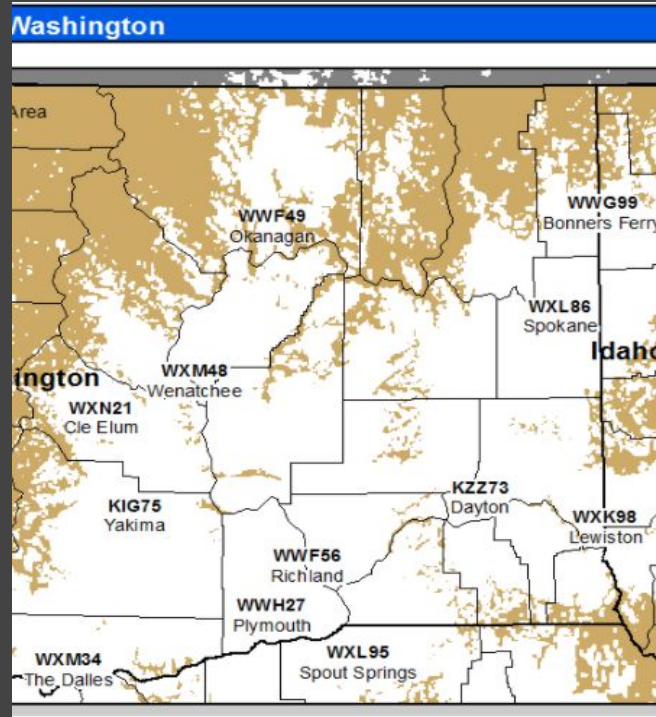 Washington
Area
WWF49
Okanagan
WWG99
Bonners Ferry
WXL86
Spokane
Idaho
WXM48
Wenatchee
ington
WXN21
Cle Elum
KIG75
Yakima
KZZ73
Dayton
WXK98
Lewiston
WWF56
Richland
WWH27
Plymouth
WXM34
The Dalles
WXL95
Spout Springs